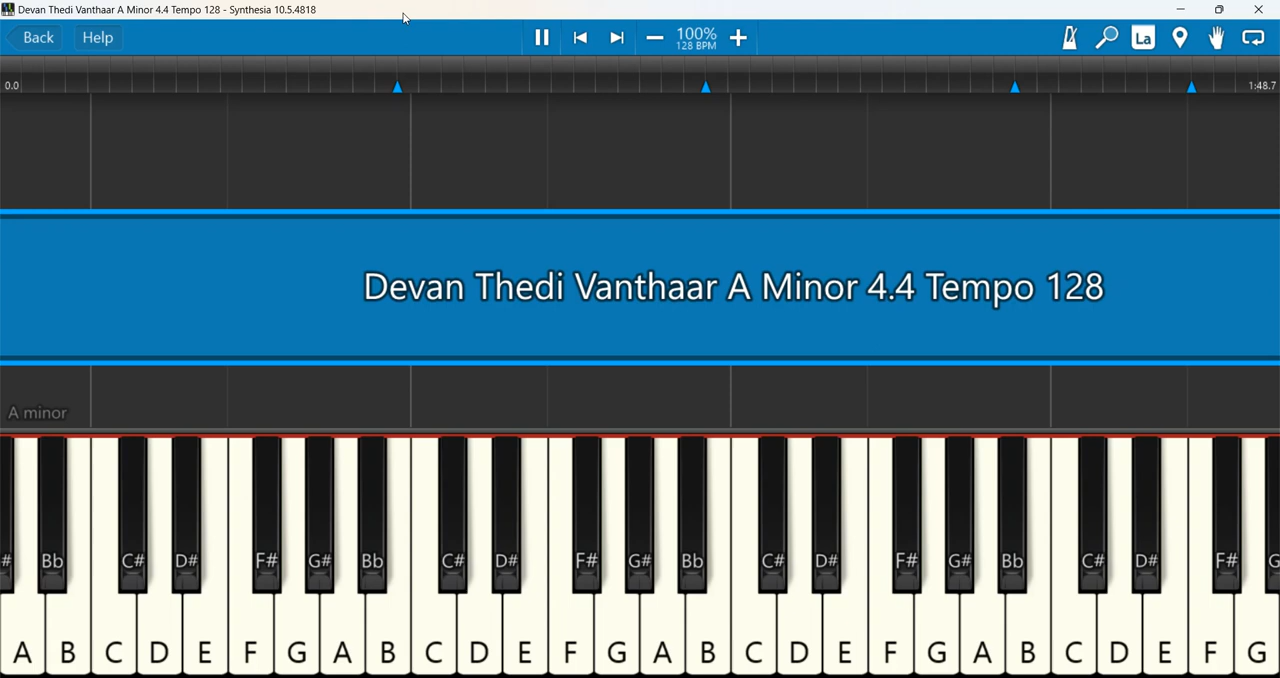 Devan Thedi Vanthaar A Minor 4.4 Tempo 128 - Synthesia 10.5.4818
Back Help 100% La
128 BPM
0.0 1:48.7
Devan Thedi Vanthaar A Minor 4.4 Tempo 128
A minor
# Bb C# D# F# G# Bb C# D# F# G# Bb C# D# F# G# Bb C# D# F# G
A B C D E F G A B C D E F G A B C D E F G A B C D E F G